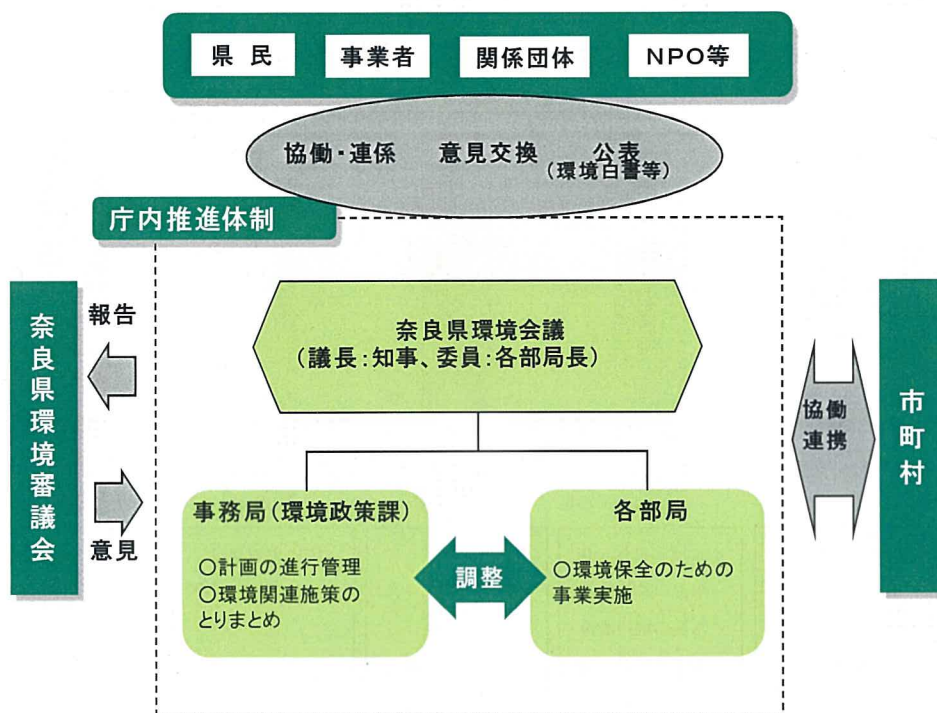 県民
事業者
関係団体
NPO等
協働・連係
意見交換
公表
(環境白書等)
庁内推進体制
奈良県環境審議会
報告
意見
奈良県環境会議
(議長:知事、委員:各部局長)
事務局(環境政策課)
○計画の進行管理
○環境関連施策の
とりまとめ
調整
各部局
○環境保全のための
事業実施
協働
連携
市町村